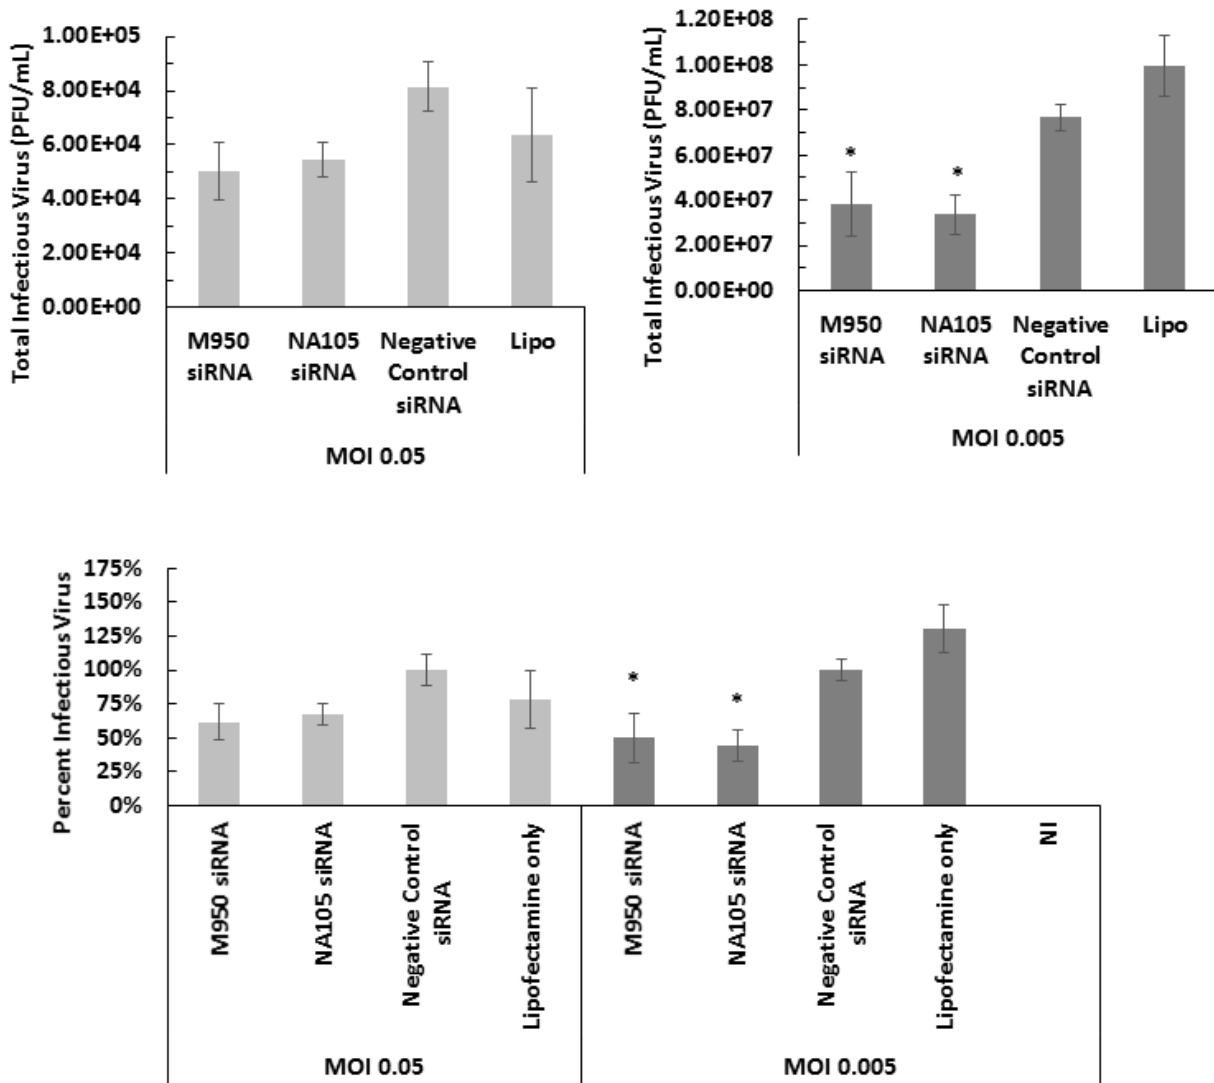 Total Infectious Virus (PFU/mL)
1.00E+05
8.00E+04
6.00E+04
4.00E+04
2.00E+04
0.00E+00
M950
siRNA
NA105
siRNA
Negative
Control
siRNA
Lipo
MOI 0.05
Total Infectious Virus (PFU/mL)
1.20E+08
1.00E+08
8.00E+07
6.00E+07
4.00E+07
2.00E+07
0.00E+00
*
*
M950
siRNA
NA105
siRNA
Negative
Control
siRNA
Lipo
MOI 0.005
Percent Infectious Virus
175%
150%
125%
100%
75%
50%
25%
0%
*
*
M950 siRNA
NA105 siRNA
Negative Control
siRNA
Lipofectamine only
M950 siRNA
NA105 siRNA
Negative Control
siRNA
Lipofectamine only
NI
MOI 0.05
MOI 0.005